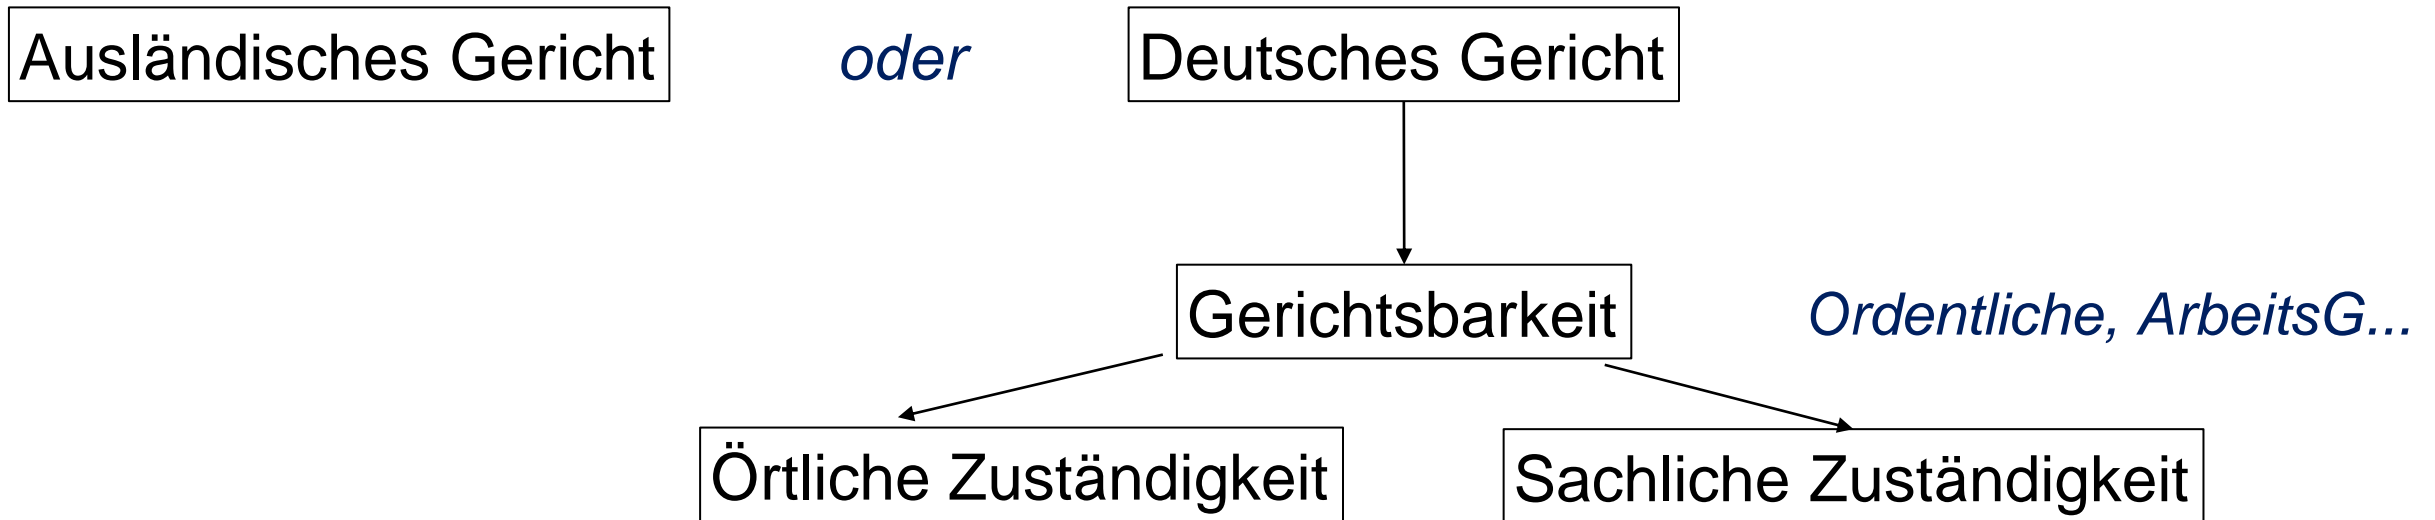 Ausländisches Gericht oder Deutsches Gericht
Gerichtsbarkeit Ordentliche, ArbeitsG...
Örtliche Zuständigkeit Sachliche Zuständigkeit